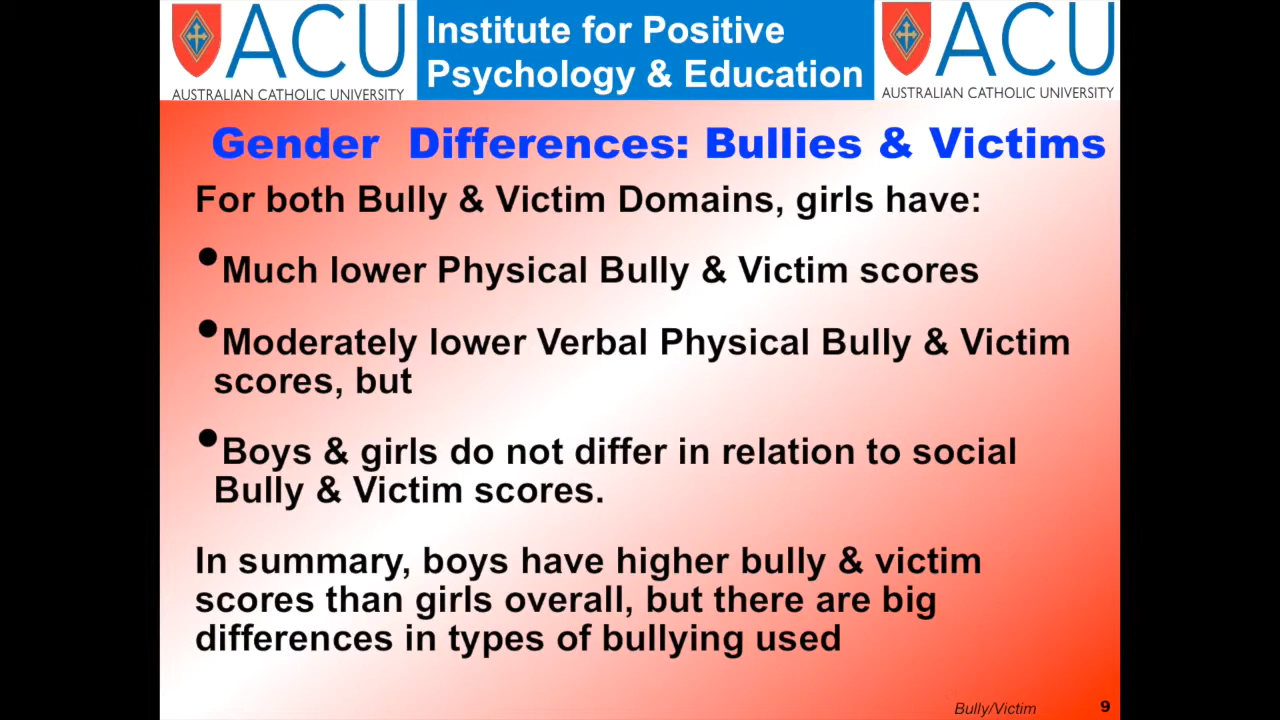 ACU
AUSTRALIAN CATHOLIC UNIVERSITY
Institute for Positive
Psychology & Education
ACU
AUSTRALIAN CATHOLIC UNIVERSITY
Gender Differences: Bullies & Victims
For both Bully & Victim Domains, girls have:
•Much lower Physical Bully & Victim scores
•Moderately lower Verbal Physical Bully & Victim
scores, but
•Boys & girls do not differ in relation to social
Bully & Victim scores.
In summary, boys have higher bully & victim
scores than girls overall, but there are big
differences in types of bullying used
Bully/Victim 9